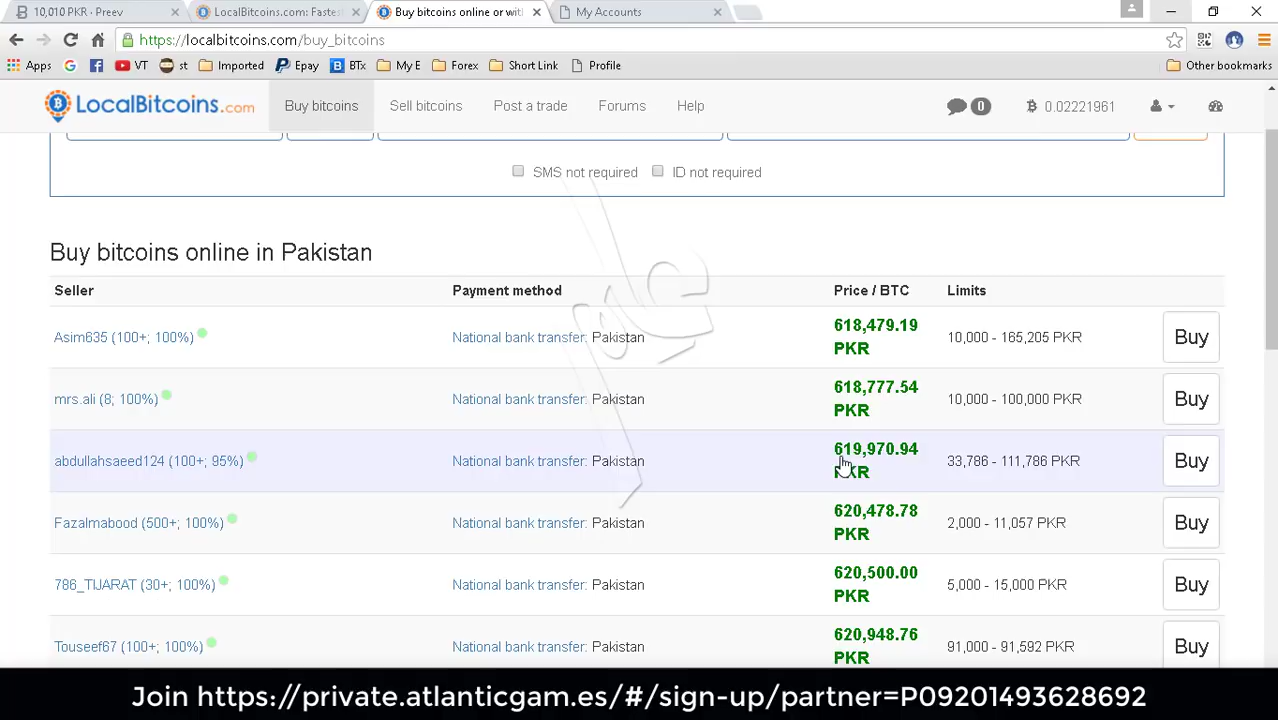 10,010 PKR · Preev
LocalBitcoins.com: Fastes
Buy bitcoins online or wit
My Accounts
https://localbitcoins.com/buy_bitcoins
Apps
VT
st
Imported
Epay
BTx
My E
Forex
Short Link
Profile
Other bookmarks
LocalBitcoins.com
Buy bitcoins
Sell bitcoins
Post a trade
Forums
Help
0
0.02221961
SMS not required
ID not required
Buy bitcoins online in Pakistan
Seller Payment method Price / BTC Limits
Asim635 (100+; 100%) National bank transfer: Pakistan 618,479.19 PKR 10,000 - 165,205 PKR Buy
mrs.ali (8; 100%) National bank transfer: Pakistan 618,777.54 PKR 10,000 - 100,000 PKR Buy
abdullahsaeed124 (100+; 95%) National bank transfer: Pakistan 619,970.94 PKR 33,786 - 111,786 PKR Buy
Fazalmabood (500+; 100%) National bank transfer: Pakistan 620,478.78 PKR 2,000 - 11,057 PKR Buy
786_TIJARAT (30+; 100%) National bank transfer: Pakistan 620,500.00 PKR 5,000 - 15,000 PKR Buy
Touseef67 (100+; 100%) National bank transfer: Pakistan 620,948.76 PKR 91,000 - 91,592 PKR Buy
Join https://private.atlanticgam.es/#/sign-up/partner=P09201493628692